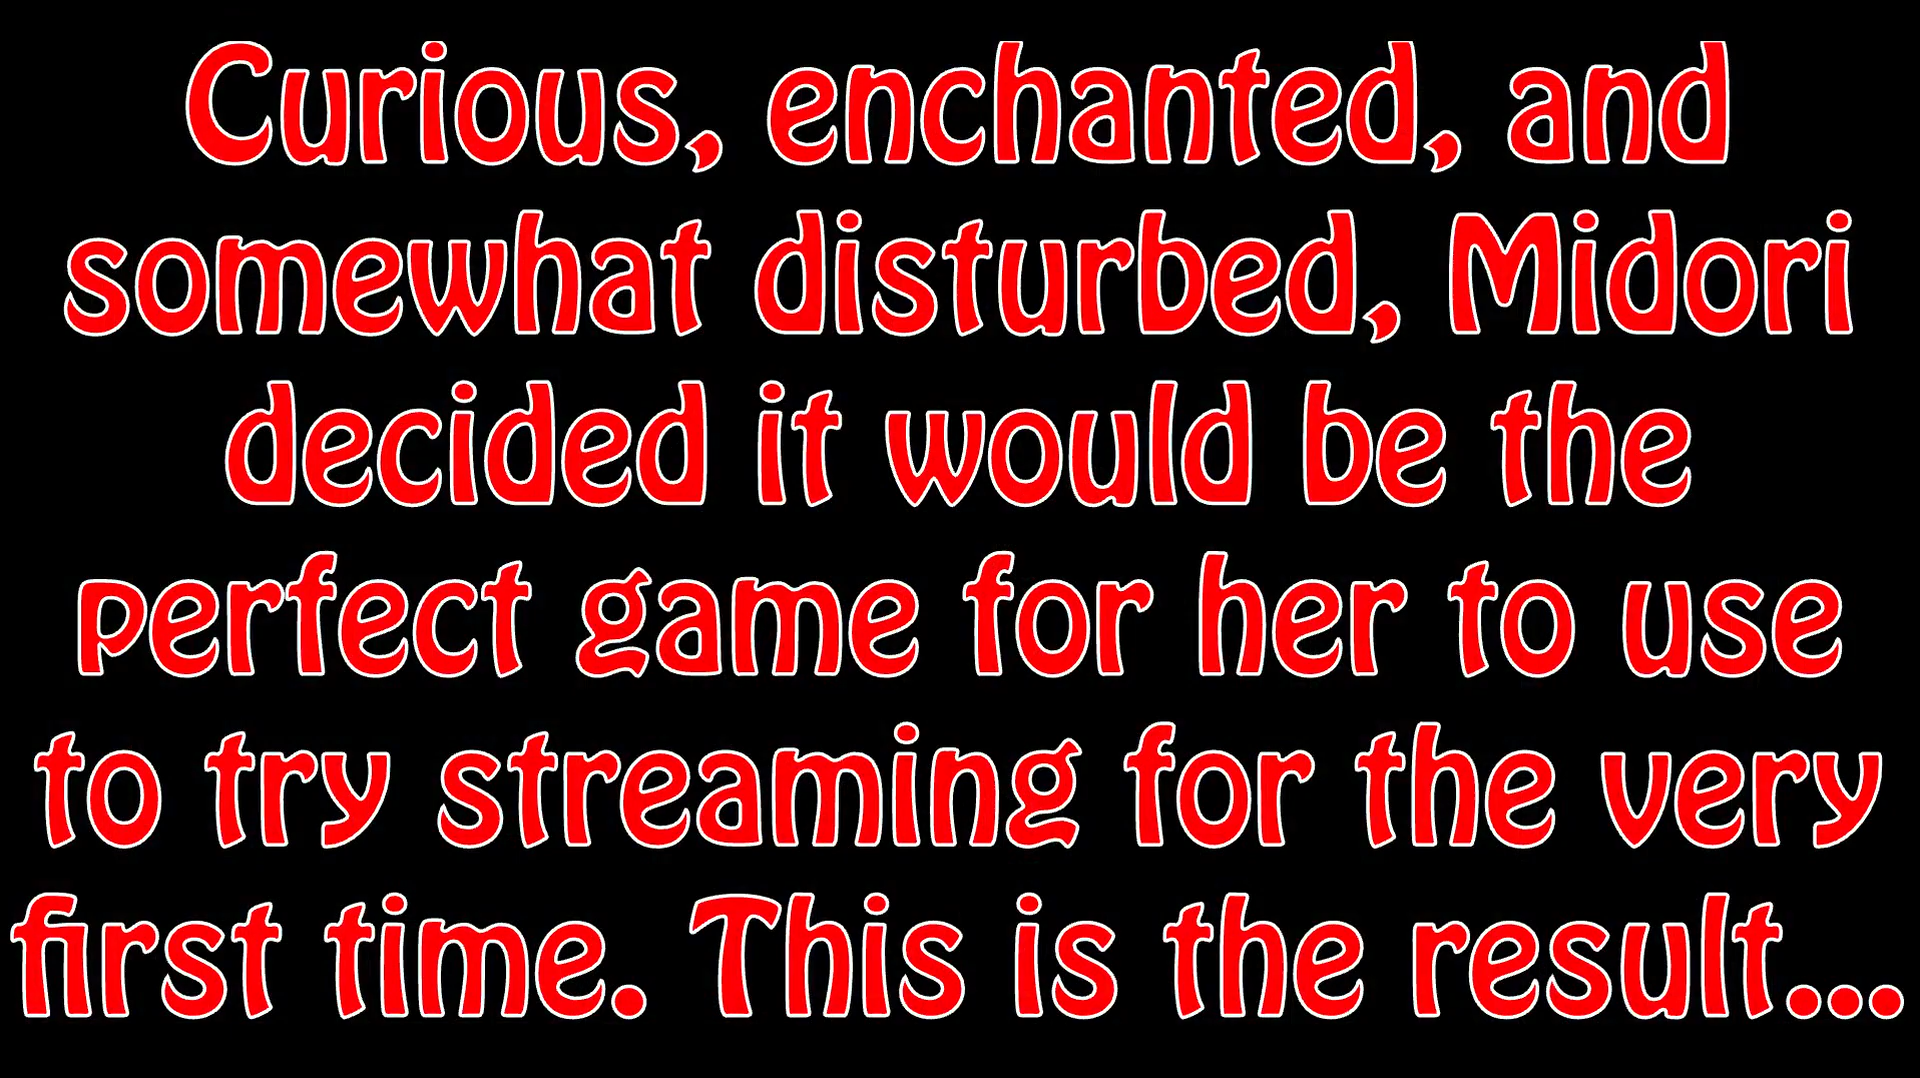 Curious, enchanted, and
somewhat disturbed, Midori
decided it would be the
perfect game for her to use
to try streaming for the very
first time. This is the result...